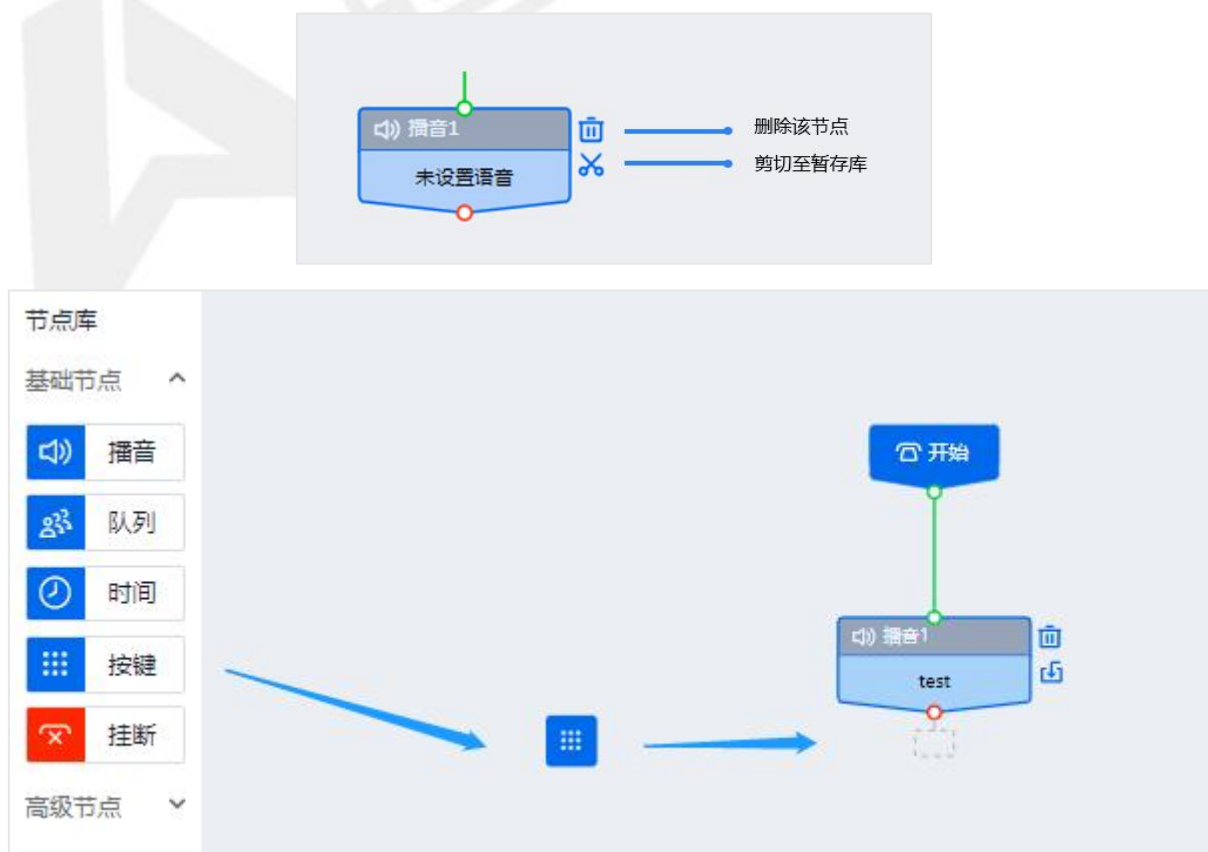 播音1
删除该节点
未设置语音
剪切至暂存库
节点库
基础节点
播音
队列
时间
按键
挂断
高级节点
开始
播音1
test